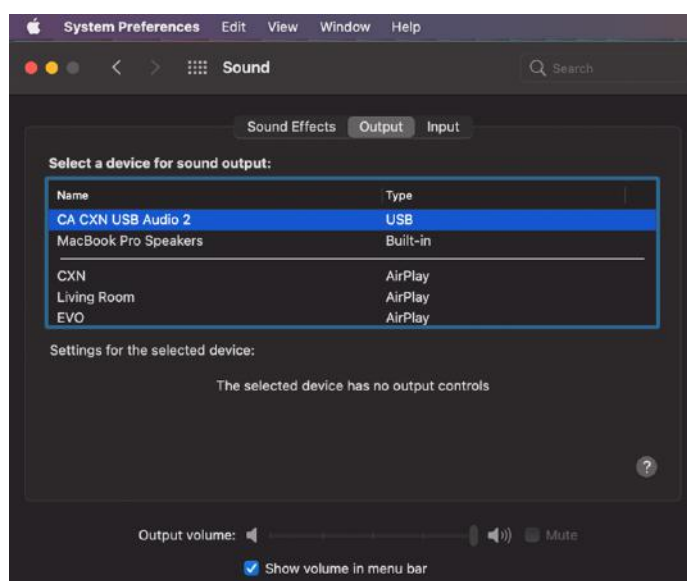 System Preferences Edit View Window Help
Sound
Search
Sound Effects Output Input
Select a device for sound output:
Name Type
CA CXN USB Audio 2 USB
MacBook Pro Speakers Built-in
CXN AirPlay
Living Room AirPlay
EVO AirPlay
Settings for the selected device:
The selected device has no output controls
?
Output volume: Mute
Show volume in menu bar